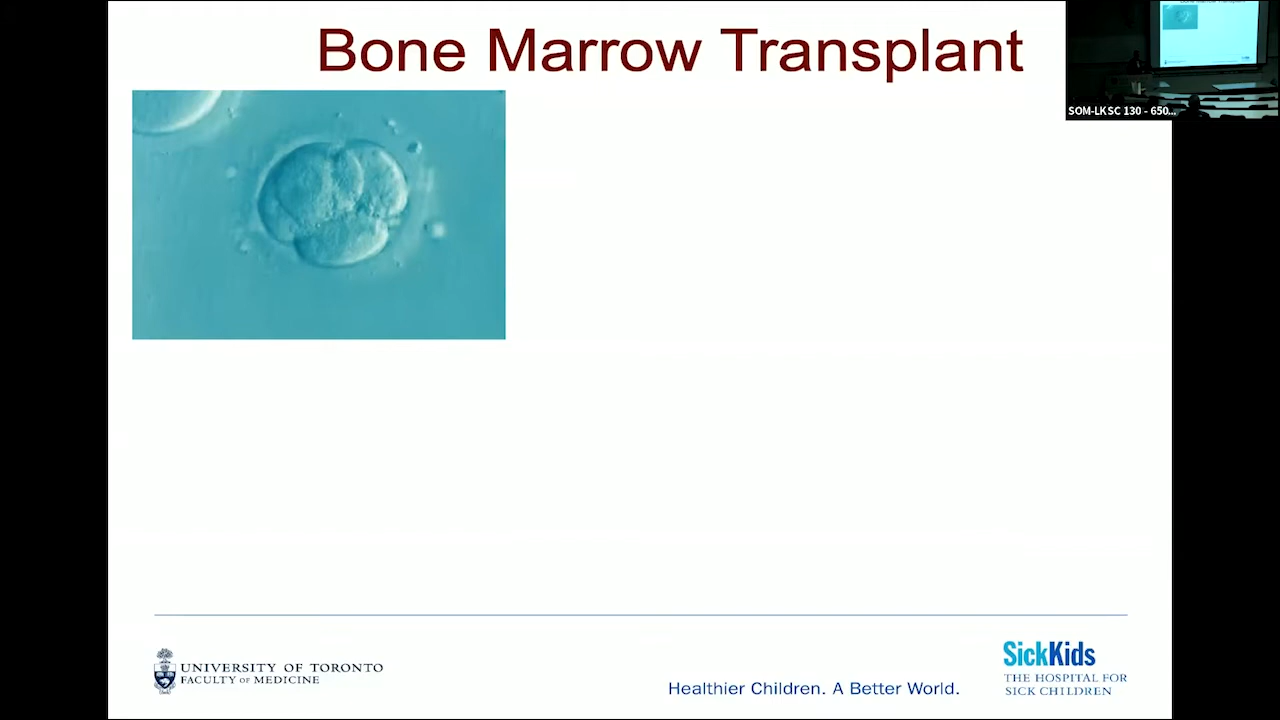 Bone Marrow Transplant
SOM-LKSC 130 - 650...
UNIVERSITY OF TORONTO
FACULTY OF MEDICINE
Healthier Children. A Better World.
SickKids
THE HOSPITAL FOR
SICK CHILDREN